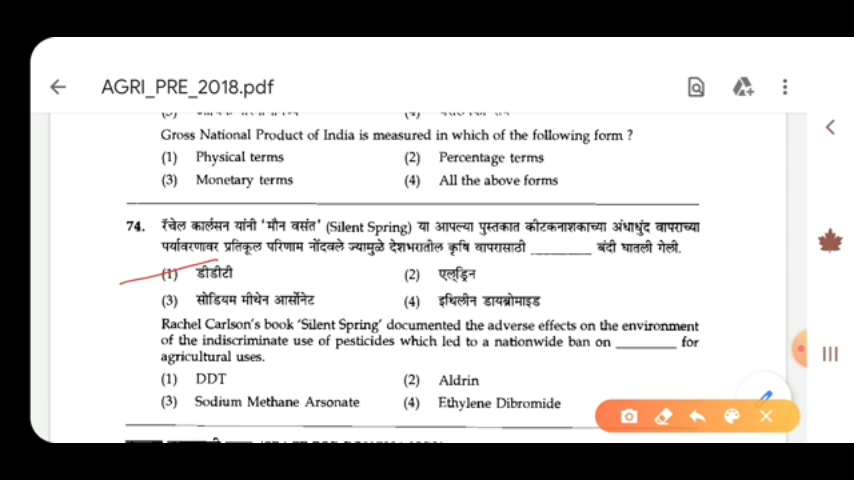 AGRI_PRE_2018.pdf
Gross National Product of India is measured in which of the following form ?
(1) Physical terms (2) Percentage terms
(3) Monetary terms (4) All the above forms
74. रॅचेल कार्लसन यांनी ‘मौन वसंत’ (Silent Spring) या आपल्या पुस्तकात कीटकनाशकाच्या अंधाधुंद वापराच्या
पर्यावरणावर प्रतिकूल परिणाम नोंदवले ज्यामुळे देशभरातील कृषि वापरासाठी ________ बंदी घातली गेली.
(1) डीडीटी (2) एल्ड्रिन
(3) सोडियम मीथेन आर्सोनेट (4) इथिलीन डायब्रोमाइड
Rachel Carlson's book 'Silent Spring' documented the adverse effects on the environment
of the indiscriminate use of pesticides which led to a nationwide ban on ________ for
agricultural uses.
(1) DDT (2) Aldrin
(3) Sodium Methane Arsonate (4) Ethylene Dibromide